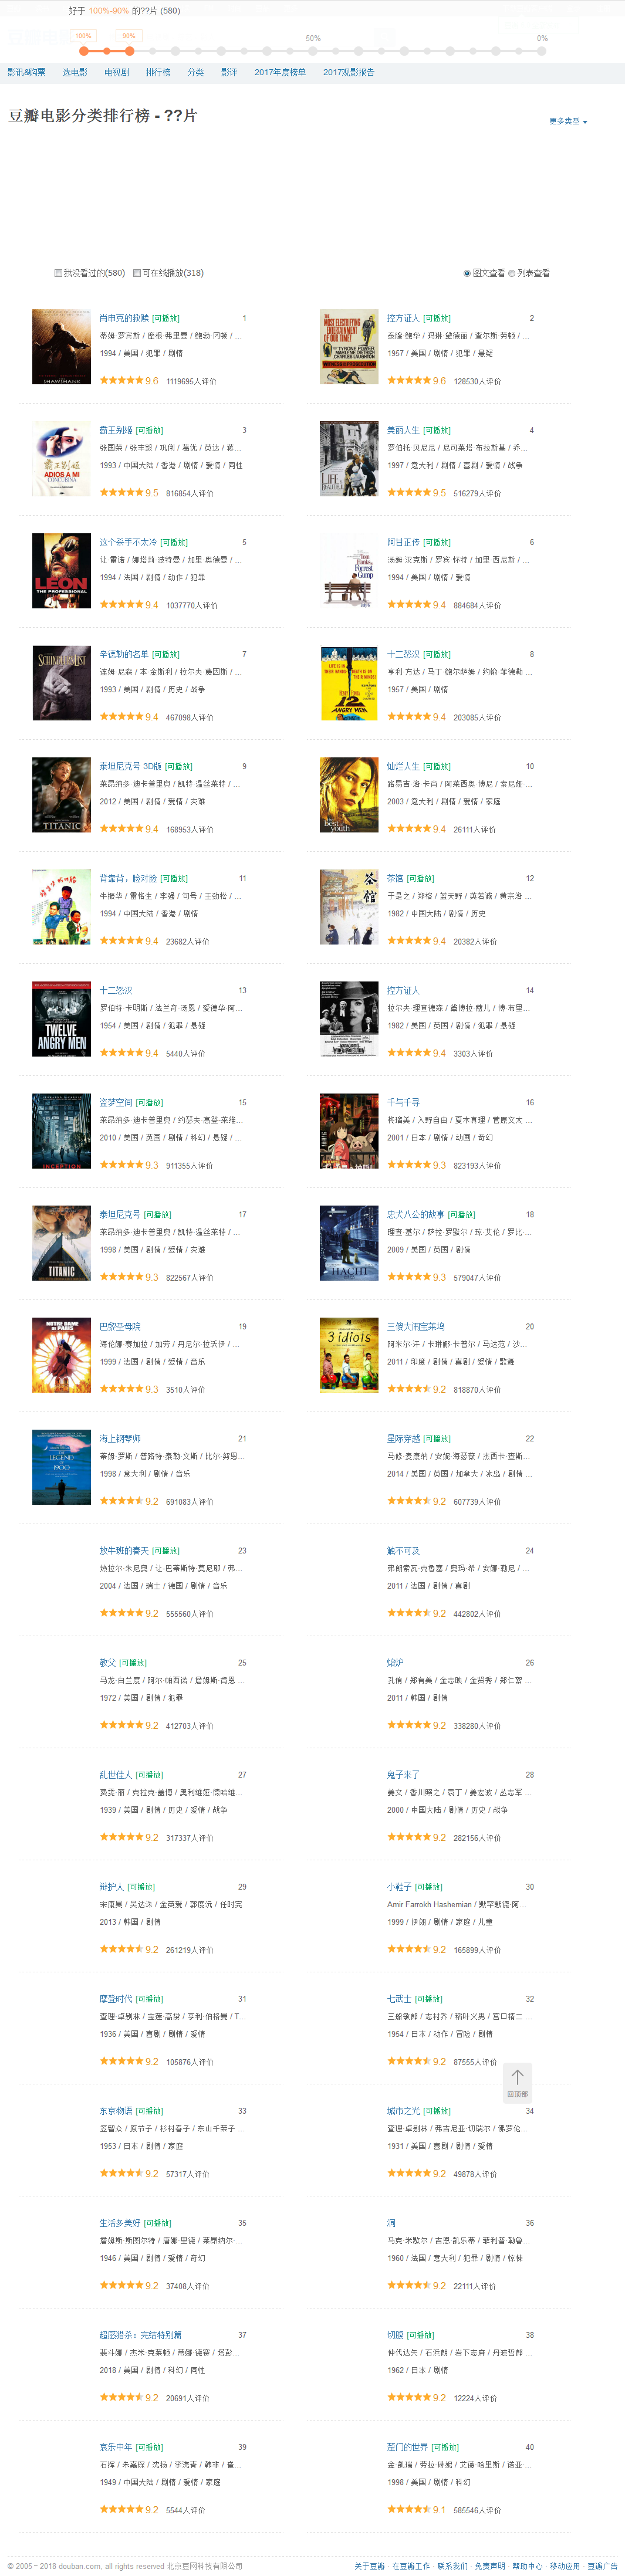 好于 100%-90% 的??片 (580)
100% 90% 50% 0%
影讯&购票 选电影 电视剧 排行榜 分类 影评 2017年度榜单 2017观影报告
豆瓣电影分类排行榜 - ??片
更多类型
我没看过的(580) 可在线播放(318) 图文查看 列表查看
肖申克的救赎 [可播放] 1
蒂姆·罗宾斯 / 摩根·弗里曼 / 鲍勃·冈顿 / ...
1994 / 美国 / 犯罪 / 剧情
9.6 1119695人评价
控方证人 [可播放] 2
泰隆·鲍华 / 玛琳·黛德丽 / 查尔斯·劳顿 / ...
1957 / 美国 / 剧情 / 犯罪 / 悬疑
9.6 128530人评价
霸王别姬 [可播放] 3
张国荣 / 张丰毅 / 巩俐 / 葛优 / 英达 / 蒋...
1993 / 中国大陆 / 香港 / 剧情 / 爱情 / 同性
9.5 816854人评价
美丽人生 [可播放] 4
罗伯托·贝尼尼 / 尼可莱塔·布拉斯基 / 乔...
1997 / 意大利 / 剧情 / 喜剧 / 爱情 / 战争
9.5 516279人评价
这个杀手不太冷 [可播放] 5
让·雷诺 / 娜塔莉·波特曼 / 加里·奥德曼 / ...
1994 / 法国 / 剧情 / 动作 / 犯罪
9.4 1037770人评价
阿甘正传 [可播放] 6
汤姆·汉克斯 / 罗宾·怀特 / 加里·西尼斯 / ...
1994 / 美国 / 剧情 / 爱情
9.4 884684人评价
辛德勒的名单 [可播放] 7
连姆·尼森 / 本·金斯利 / 拉尔夫·费因斯 / ...
1993 / 美国 / 剧情 / 历史 / 战争
9.4 467098人评价
十二怒汉 [可播放] 8
亨利·方达 / 马丁·鲍尔萨姆 / 约翰·菲德勒 ...
1957 / 美国 / 剧情
9.4 203085人评价
泰坦尼克号 3D版 [可播放] 9
莱昂纳多·迪卡普里奥 / 凯特·温丝莱特 / ...
2012 / 美国 / 剧情 / 爱情 / 灾难
9.4 168953人评价
灿烂人生 [可播放] 10
路易吉·洛·卡肖 / 阿莱西奥·博尼 / 索尼娅·...
2003 / 意大利 / 剧情 / 爱情 / 家庭
9.4 26111人评价
背靠背，脸对脸 [可播放] 11
牛振华 / 雷恪生 / 李强 / 句号 / 王劲松 / ...
1994 / 中国大陆 / 香港 / 剧情
9.4 23682人评价
茶馆 [可播放] 12
于是之 / 郑榕 / 蓝天野 / 英若诚 / 黄宗洛 ...
1982 / 中国大陆 / 剧情 / 历史
9.4 20382人评价
十二怒汉 13
罗伯特·卡明斯 / 法兰奇·汤恩 / 爱德华·阿...
1954 / 美国 / 剧情 / 犯罪 / 悬疑
9.4 5440人评价
控方证人 14
拉尔夫·理查德森 / 黛博拉·蔻儿 / 博·布里...
1982 / 美国 / 英国 / 剧情 / 犯罪 / 悬疑
9.4 3303人评价
盗梦空间 [可播放] 15
莱昂纳多·迪卡普里奥 / 约瑟夫·高登-莱维...
2010 / 美国 / 英国 / 剧情 / 科幻 / 悬疑 / ...
9.3 911355人评价
千与千寻 16
柊瑠美 / 入野自由 / 夏木真理 / 菅原文太 ...
2001 / 日本 / 剧情 / 动画 / 奇幻
9.3 823193人评价
泰坦尼克号 [可播放] 17
莱昂纳多·迪卡普里奥 / 凯特·温丝莱特 / ...
1998 / 美国 / 剧情 / 爱情 / 灾难
9.3 822567人评价
忠犬八公的故事 [可播放] 18
理查·基尔 / 萨拉·罗默尔 / 琼·艾伦 / 罗比·...
2009 / 美国 / 英国 / 剧情
9.3 579047人评价
巴黎圣母院 19
海伦娜·赛加拉 / 加劳 / 丹尼尔·拉沃伊 / ...
1999 / 法国 / 剧情 / 爱情 / 音乐
9.3 3510人评价
三傻大闹宝莱坞 20
阿米尔·汗 / 卡琳娜·卡普尔 / 马达范 / 沙...
2011 / 印度 / 剧情 / 喜剧 / 爱情 / 歌舞
9.2 818870人评价
海上钢琴师 21
蒂姆·罗斯 / 普路特·泰勒·文斯 / 比尔·努恩...
1998 / 意大利 / 剧情 / 音乐
9.2 691083人评价
星际穿越 [可播放] 22
马修·麦康纳 / 安妮·海瑟薇 / 杰西卡·查斯...
2014 / 美国 / 英国 / 加拿大 / 冰岛 / 剧情 ...
9.2 607739人评价
放牛班的春天 [可播放] 23
热拉尔·朱尼奥 / 让-巴蒂斯特·莫尼耶 / 弗...
2004 / 法国 / 瑞士 / 德国 / 剧情 / 音乐
9.2 555560人评价
触不可及 24
弗朗索瓦·克鲁塞 / 奥玛·希 / 安娜·勒尼 / ...
2011 / 法国 / 剧情 / 喜剧
9.2 442802人评价
教父 [可播放] 25
马龙·白兰度 / 阿尔·帕西诺 / 詹姆斯·肯恩 ...
1972 / 美国 / 剧情 / 犯罪
9.2 412703人评价
熔炉 26
孔侑 / 郑有美 / 金志映 / 金贤秀 / 郑仁絮 ...
2011 / 韩国 / 剧情
9.2 338280人评价
乱世佳人 [可播放] 27
费雯·丽 / 克拉克·盖博 / 奥利维娅·德哈维...
1939 / 美国 / 剧情 / 历史 / 爱情 / 战争
9.2 317337人评价
鬼子来了 28
姜文 / 香川照之 / 袁丁 / 姜宏波 / 丛志军 ...
2000 / 中国大陆 / 剧情 / 历史 / 战争
9.2 282156人评价
辩护人 [可播放] 29
宋康昊 / 吴达洙 / 金英爱 / 郭度沅 / 任时完
2013 / 韩国 / 剧情
9.2 261219人评价
小鞋子 [可播放] 30
Amir Farrokh Hashemian / 默罕默德·阿...
1999 / 伊朗 / 剧情 / 家庭 / 儿童
9.2 165899人评价
摩登时代 [可播放] 31
查理·卓别林 / 宝莲·高黛 / 亨利·伯格曼 / T...
1936 / 美国 / 喜剧 / 剧情 / 爱情
9.2 105876人评价
七武士 [可播放] 32
三船敏郎 / 志村乔 / 稻叶义男 / 宫口精二 ...
1954 / 日本 / 动作 / 冒险 / 剧情
9.2 87555人评价
回顶部
东京物语 [可播放] 33
笠智众 / 原节子 / 杉村春子 / 东山千荣子 ...
1953 / 日本 / 剧情 / 家庭
9.2 57317人评价
城市之光 [可播放] 34
查理·卓别林 / 弗吉尼亚·切瑞尔 / 佛罗伦...
1931 / 美国 / 喜剧 / 剧情 / 爱情
9.2 49878人评价
生活多美好 [可播放] 35
詹姆斯·斯图尔特 / 唐娜·里德 / 莱昂纳尔·...
1946 / 美国 / 剧情 / 爱情 / 奇幻
9.2 37408人评价
洞 36
马克·米歇尔 / 吉恩·凯乐蒂 / 菲利普·勒鲁...
1960 / 法国 / 意大利 / 犯罪 / 剧情 / 惊悚
9.2 22111人评价
超感猎杀：完结特别篇 37
裴斗娜 / 杰米·克莱顿 / 蒂娜·德赛 / 塔彭...
2018 / 美国 / 剧情 / 科幻 / 同性
9.2 20691人评价
切腹 [可播放] 38
仲代达矢 / 石浜朗 / 岩下志麻 / 丹波哲郎 ...
1962 / 日本 / 剧情
9.2 12224人评价
哀乐中年 [可播放] 39
石挥 / 朱嘉琛 / 沈扬 / 李浣青 / 韩非 / 崔...
1949 / 中国大陆 / 剧情 / 爱情 / 家庭
9.2 5544人评价
楚门的世界 [可播放] 40
金·凯瑞 / 劳拉·琳妮 / 艾德·哈里斯 / 诺亚·...
1998 / 美国 / 剧情 / 科幻
9.1 585546人评价
© 2005－2018 douban.com, all rights reserved 北京豆网科技有限公司
关于豆瓣 · 在豆瓣工作 · 联系我们 · 免责声明 · 帮助中心 · 移动应用 · 豆瓣广告